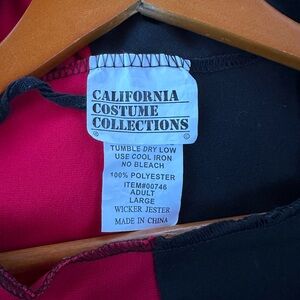 CALIFORNIA
COSTUME
COLLECTIONS
® ©
TUMBLE DRY LOW
USE COOL IRON
NO BLEACH
100% POLYESTER
ITEM#00746
ADULT
LARGE
WICKER JESTER
MADE IN CHINA